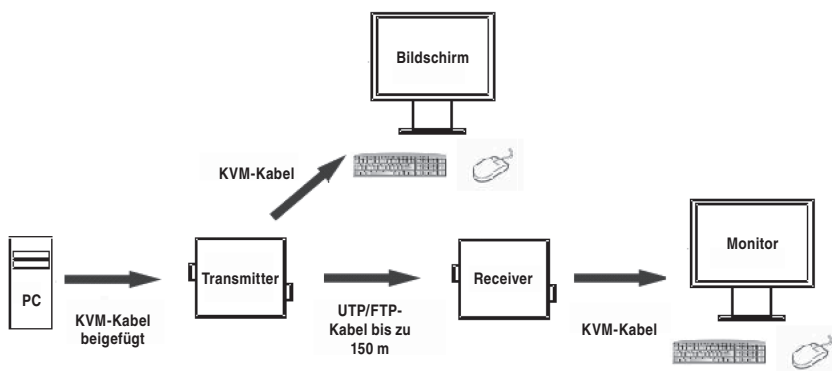 Bildschirm
KVM-Kabel
PC
KVM-Kabel
beigefügt
Transmitter
UTP/FTP-
Kabel bis zu
150 m
Receiver
KVM-Kabel
Monitor